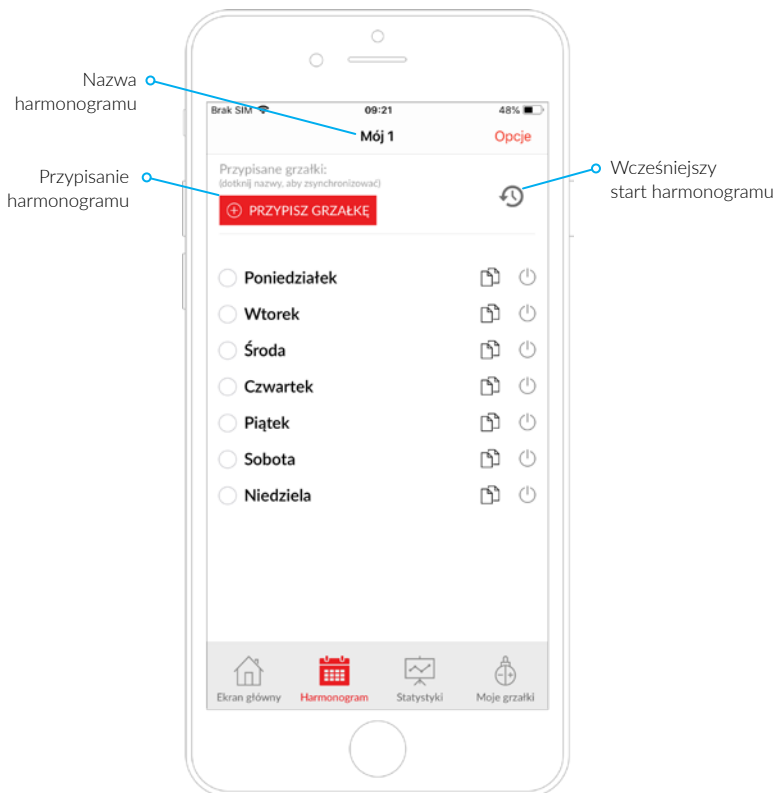 Nazwa
harmonogramu
Przypisanie
harmonogramu
Brak SIM 09:21 48%
Mój 1 Opcje
Przypisane grzałki:
(dotknij nazwy, aby zsynchronizować)
PRZYPISZ GRZAŁKĘ
Wcześniejszy
start harmonogramu
Poniedziałek
Wtorek
Środa
Czwartek
Piątek
Sobota
Niedziela
Ekran główny Harmonogram Statystyki Moje grzałki